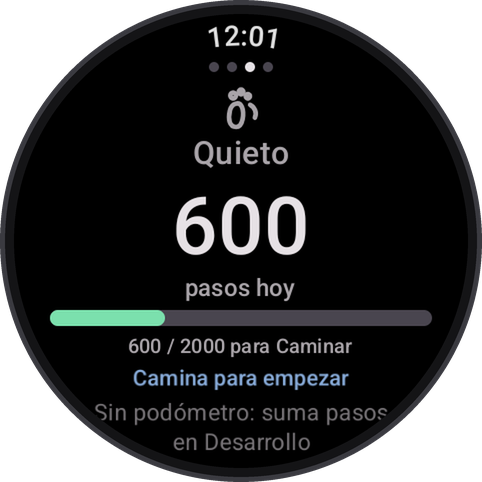 12:01
Quieto
600
pasos hoy
600 / 2000 para Caminar
Camina para empezar
Sin podómetro: suma pasos
en Desarrollo